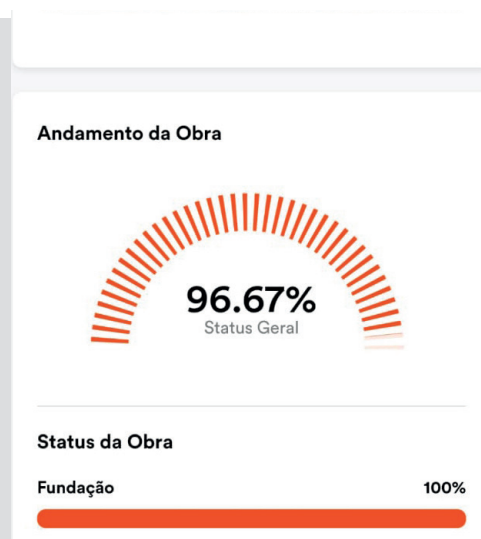 Andamento da Obra
96.67%
Status Geral
Status da Obra
Fundação 100%